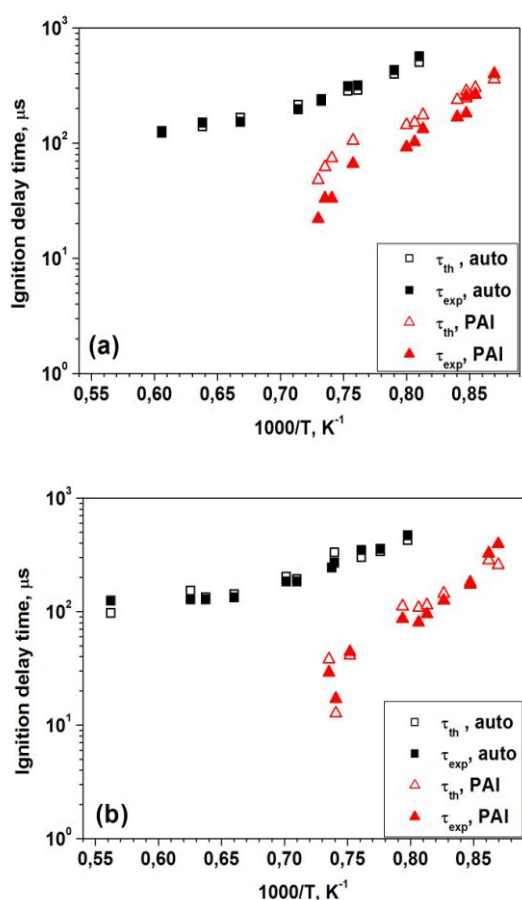 10³
10²
10¹
10⁰
Ignition delay time, μs
τth , auto
τexp, auto
τth, PAI
τexp, PAI
(a)
0,55 0,60 0,65 0,70 0,75 0,80 0,85
1000/T, K⁻¹
10³
10²
10¹
10⁰
Ignition delay time, μs
τth , auto
τexp, auto
τth, PAI
τexp, PAI
(b)
0,55 0,60 0,65 0,70 0,76 0,80 0,85
1000/T, K⁻¹